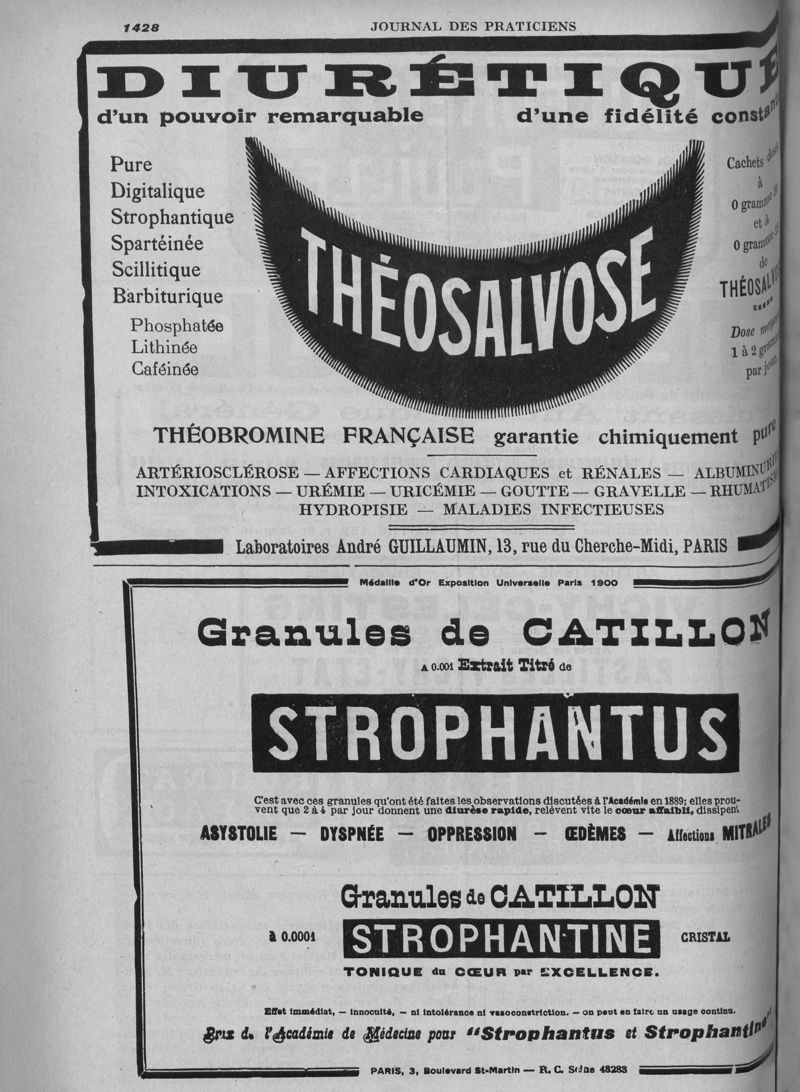 1428
JOURNAL DES PRATICIENS
DIURÉTIQUE
d'un pouvoir remarquable d'une fidélité constant
Pure
Digitalique
Strophantique
Spartéinée
Scillitique
Barbiturique
Phosphatée
Lithinée
Caféinée
THÉOSALVOSE
Cachets
à
0 gramme
et à
0 gramme
de
THÉOSALVOSE
Dose
1 à 2
par jour
THÉOBROMINE FRANÇAISE garantie chimiquement pure
ARTÉRIOSCLÉROSE — AFFECTIONS CARDIAQUES et RÉNALES — ALBUMINURIE
INTOXICATIONS — URÉMIE — URICÉMIE — GOUTTE — GRAVELLE — RHUMATISME
HYDROPISIE — MALADIES INFECTIEUSES
Laboratoires André GUILLAUMIN, 13, rue du Cherche-Midi, PARIS
Médaille d'Or Exposition Universelle Paris 1900
Granules de CATILLON
A 0.001 Extrait Titré de
STROPHANTUS
C'est avec ces granules qu'ont été faites les observations discutées à l'Académie en 1889; elles prou-
vent que 2 à 4 par jour donnent une diurèse rapide, relèvent vite le cœur affaibli, dissipent
ASYSTOLIE — DYSPNÉE — OPPRESSION — ŒDÈMES — Affections MITRALES
Granules de CATILLON
à 0.0001 STROPHANTINE CRISTAL
TONIQUE du CŒUR par EXCELLENCE.
Effet immédiat, — innocuité, — ni intolérance ni vasoconstriction. — on peut en faire un usage continu.
Prix de l'Académie de Médecine pour "Strophantus et Strophantine"
PARIS, 3, Boulevard St-Martin — R. C. Seine 48283